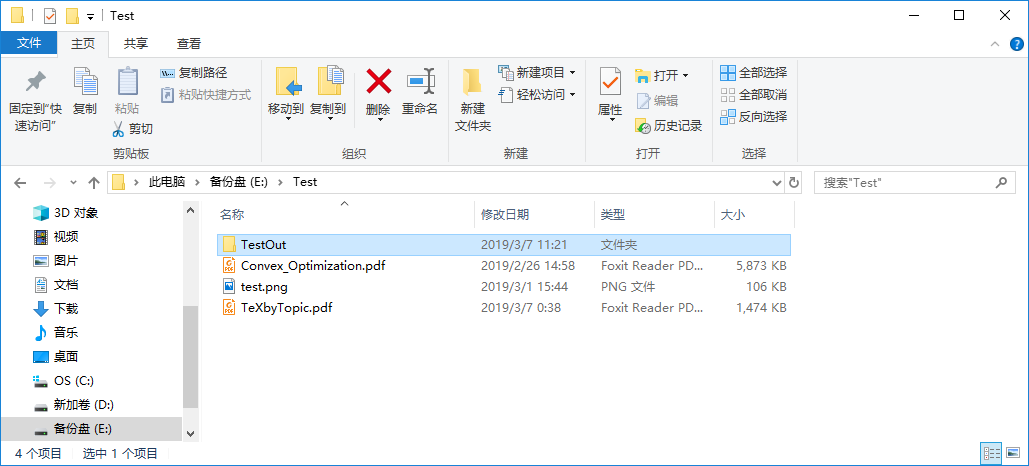 Test
文件 主页 共享 查看
固定到"快速访问"
复制
粘贴
复制路径
粘贴快捷方式
剪切
剪贴板
移动到
复制到
删除
重命名
组织
新建
文件夹
新建项目
轻松访问
新建
属性
打开
编辑
历史记录
打开
全部选择
全部取消
反向选择
选择
此电脑 备份盘 (E:) Test
搜索"Test"
3D 对象
视频
图片
文档
下载
音乐
桌面
OS (C:)
新加卷 (D:)
备份盘 (E:)
名称 修改日期 类型 大小
TestOut 2019/3/7 11:21 文件夹
Convex_Optimization.pdf 2019/2/26 14:58 Foxit Reader PD... 5,873 KB
test.png 2019/3/1 15:44 PNG 文件 106 KB
TeXbyTopic.pdf 2019/3/7 0:38 Foxit Reader PD... 1,474 KB
4 个项目 选中 1 个项目